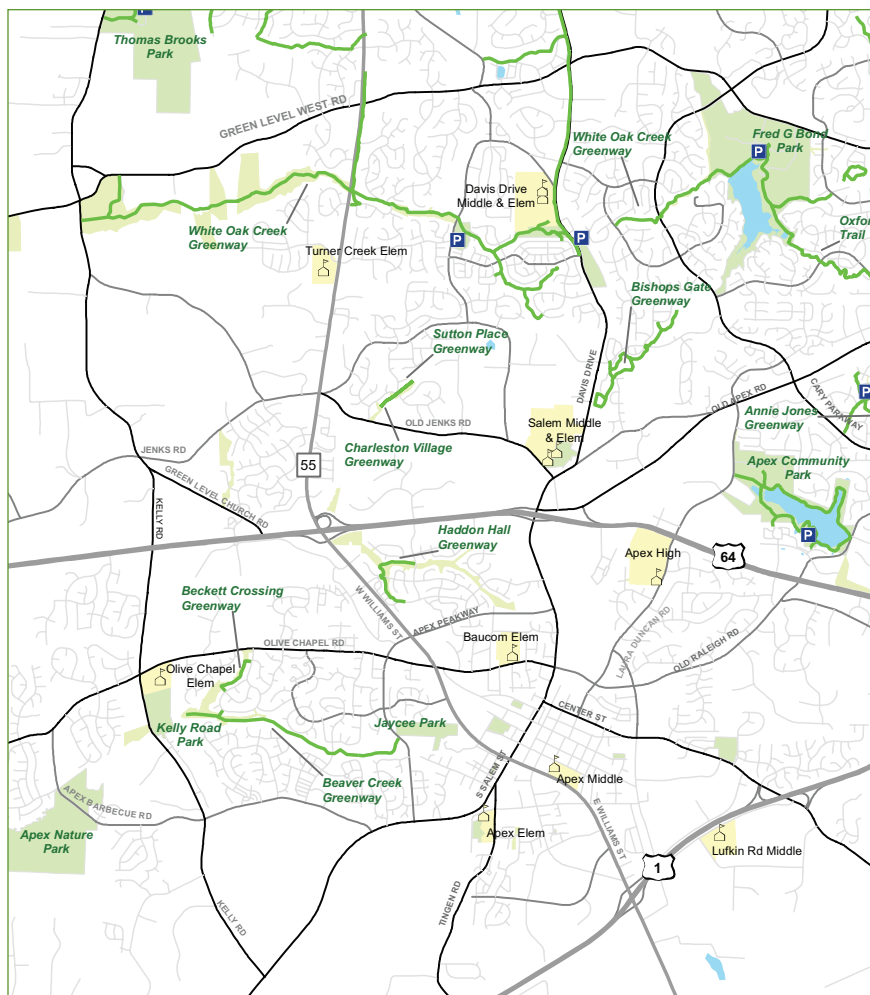 P
Thomas Brooks
Park
GREEN LEVEL WEST RD
White Oak Creek
Greenway
Fred G Bond
Park
P
Davis Drive
Middle & Elem
White Oak Creek
Greenway
P
P
Oxfor
Trail
Turner Creek Elem
Bishops Gate
Greenway
Sutton Place
Greenway
DAVIS DRIVE
OLD APEX RD
CARY PARKWAY
P
OLD JENKS RD
Salem Middle
& Elem
Annie Jones
Greenway
Charleston Village
Greenway
JENKS RD
55
Apex Community
Park
GREEN LEVEL CHURCH RD
KELLY RD
Haddon Hall
Greenway
P
Apex High
64
Beckett Crossing
Greenway
W WILLIAMS ST
APEX PEAKWAY
LAURA DUNCAN RD
OLD RALEIGH RD
OLIVE CHAPEL RD
Baucom Elem
Olive Chapel
Elem
CENTER ST
Kelly Road
Park
Jaycee Park
S SALEM ST
Beaver Creek
Greenway
Apex Middle
APEX BARBECUE RD
E WILLIAMS ST
Apex Nature
Park
Apex Elem
Lufkin Rd Middle
1
KELLY RD
TINGEN RD